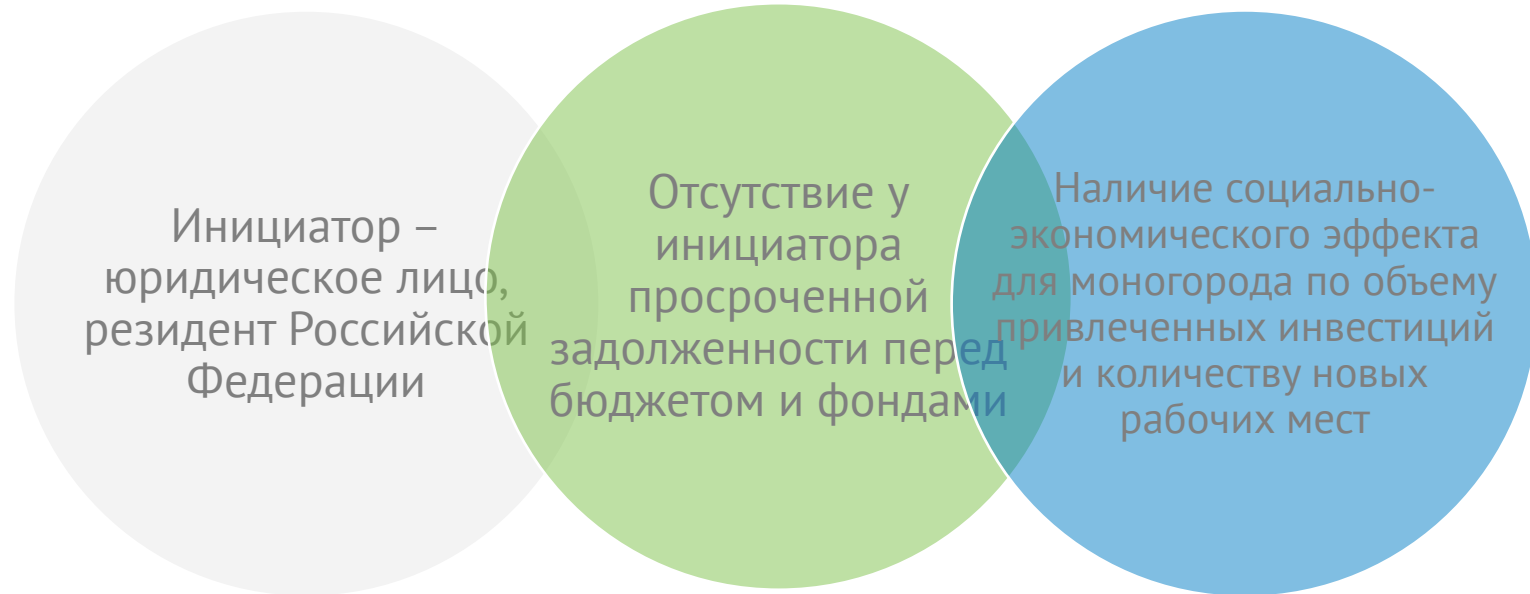 Инициатор –
юридическое лицо,
резидент Российской
Федерации
Отсутствие у
инициатора
просроченной
задолженности перед
бюджетом и фондами
Наличие социально-
экономического эффекта
для моногорода по объему
привлеченных инвестиций
и количеству новых
рабочих мест